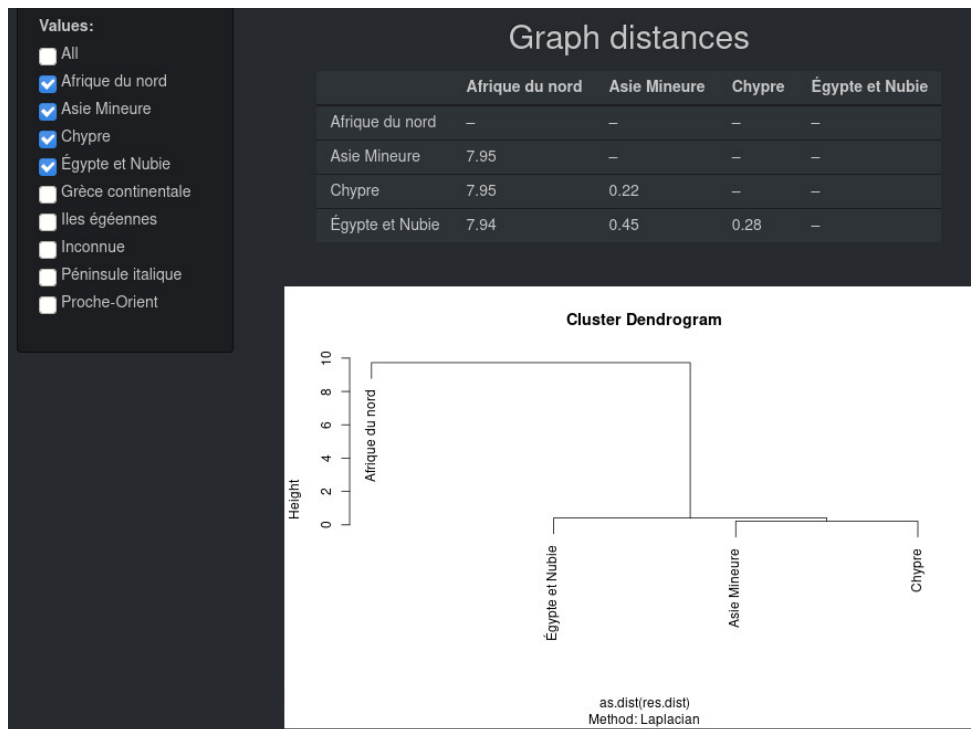 Values:
All
Afrique du nord
Asie Mineure
Chypre
Égypte et Nubie
Grèce continentale
Iles égéennes
Inconnue
Péninsule italique
Proche-Orient
Graph distances
Afrique du nord Asie Mineure Chypre Égypte et Nubie
Afrique du nord – – – –
Asie Mineure 7.95 – – –
Chypre 7.95 0.22 – –
Égypte et Nubie 7.94 0.45 0.28 –
Cluster Dendrogram
Height
10
8
6
4
2
0
Afrique du nord
Égypte et Nubie
Asie Mineure
Chypre
as.dist(res.dist)
Method: Laplacian